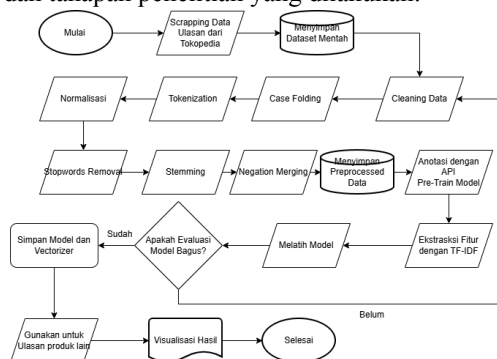 dan tahapan penelitian yang dilakukan.
Mulai
Scrapping Data
Ulasan dari
Tokopedia
Menyimpan
Dataset Mentah
Normalisasi
Tokenization
Case Folding
Cleaning Data
Stopwords Removal
Stemming
Negation Merging
Menyimpan
Preprocessed
Data
Anotasi dengan
API
Pre-Train Model
Simpan Model dan
Vectorizer
Sudah
Apakah Evaluasi
Model Bagus?
Melatih Model
Ekstrasksi Fitur
dengan TF-IDF
Belum
Gunakan untuk
Ulasan produk lain
Visualisasi Hasil
Selesai